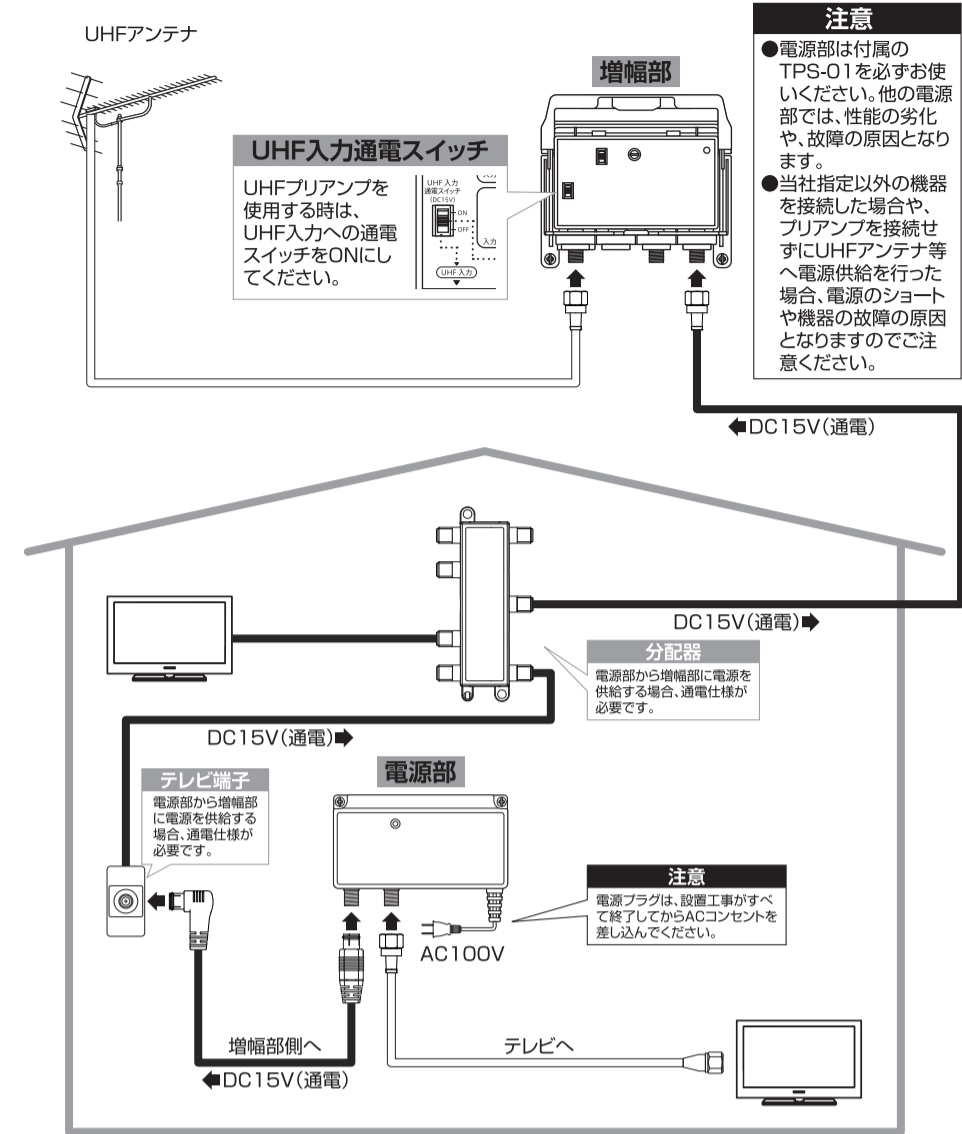 UHFアンテナ
増幅部
注意
●電源部は付属の
TPS-01を必ずお使
いください。他の電源
部では、性能の劣化
や、故障の原因となり
ます。
●当社指定以外の機器
を接続した場合や、
プリアンプを接続せ
ずにUHFアンテナ等
へ電源供給を行った
場合、電源のショート
や機器の故障の原因
となりますのでご注
意ください。
UHF入力通電スイッチ
UHFプリアンプを
使用する時は、
UHF入力への通電
スイッチをONにし
てください。
UHF 入力
通電スイッチ
(DC15V)
ON
OFF
入力
UHF 入力
DC15V(通電)
DC15V(通電)
分配器
電源部から増幅部に電源を
供給する場合、通電仕様が
必要です。
DC15V(通電)
電源部
テレビ端子
電源部から増幅部
に電源を供給する
場合、通電仕様が
必要です。
注意
電源プラグは、設置工事がすべ
て終了してからACコンセントを
差し込んでください。
AC100V
増幅部側へ
DC15V(通電)
テレビへ